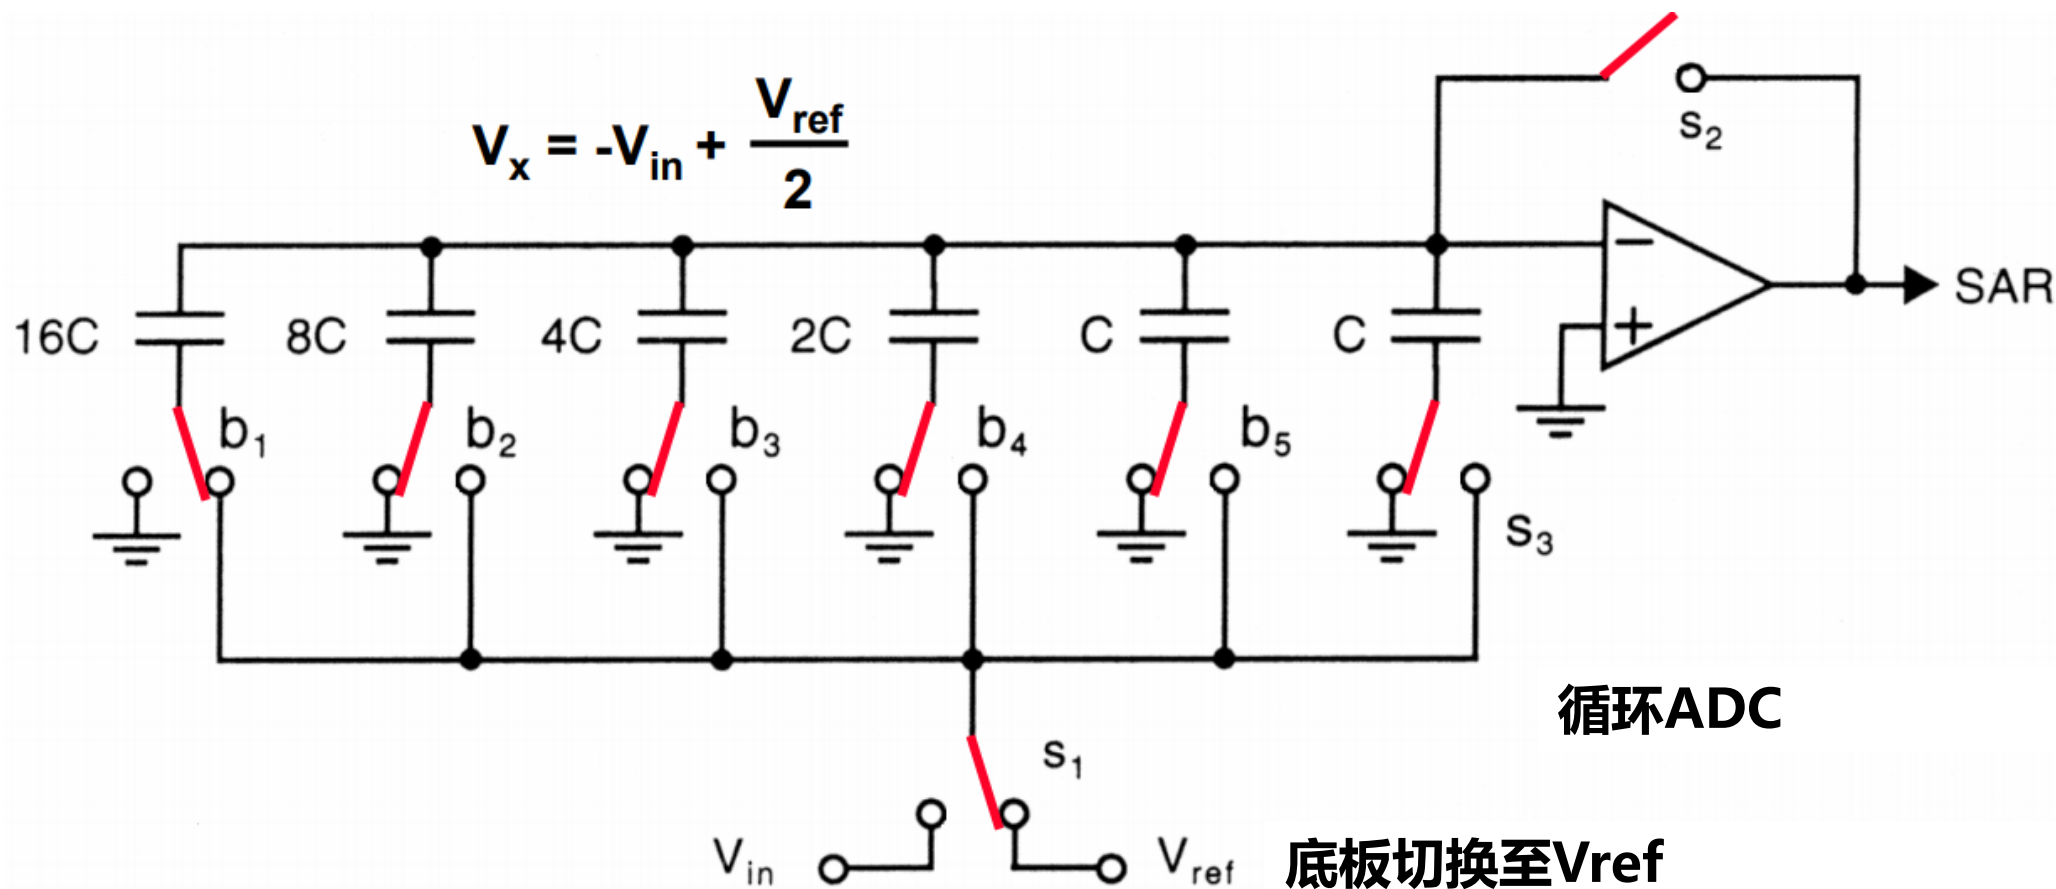 s2
Vx = -Vin + Vref/2
SAR
16C 8C 4C 2C C C
b1 b2 b3 b4 b5
s3
循环ADC
s1
Vin Vref
底板切换至Vref